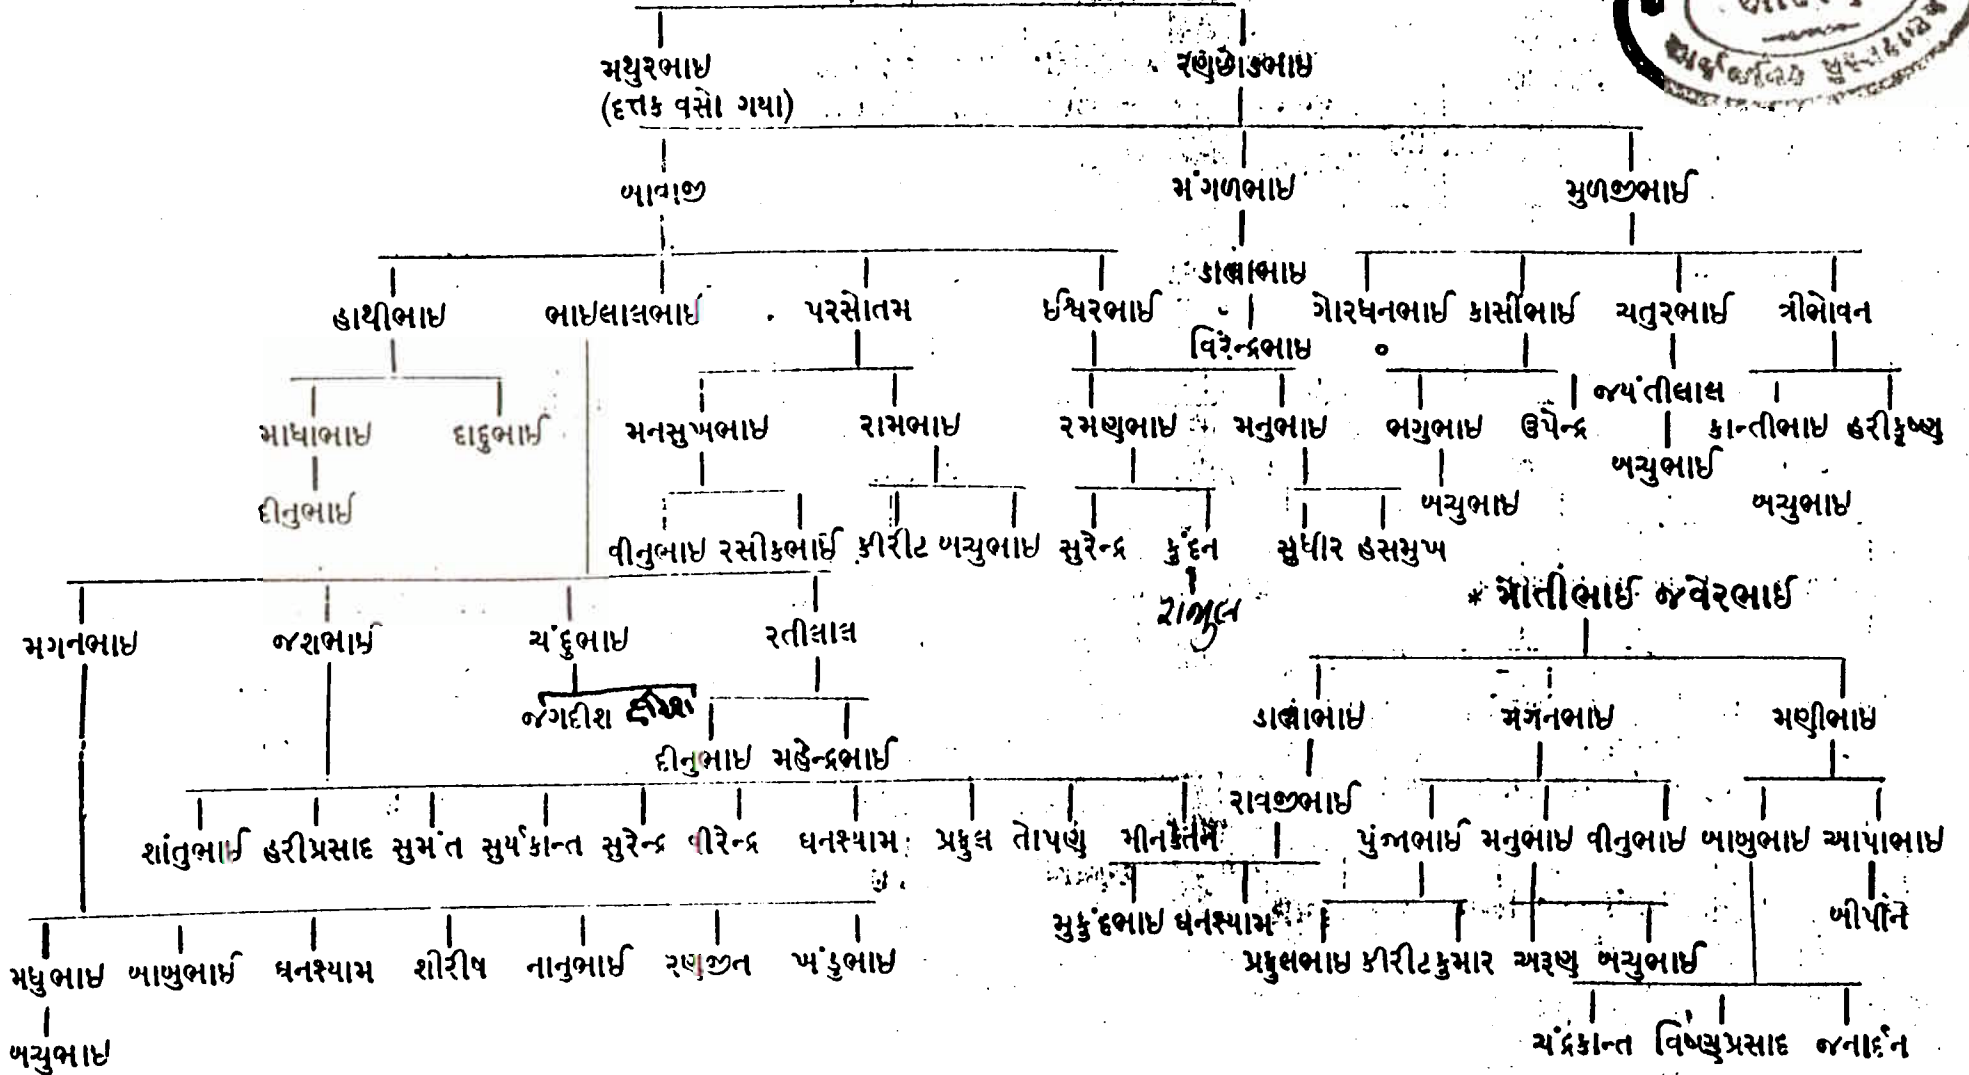 મથુરભાઇ રણછોડભાઇ
(દત્તક વસો ગયા)
બાવાજી મંગળભાઇ મુળજીભાઈ
ડાહ્યાભાઇ
હાથીભાઇ ભાઇલાલભાઈ પરસોતમ ઈશ્વરભાઈ ગોરધનભાઈ કાસીભાઈ ચતુરભાઈ ત્રીભોવન
વિરેન્દ્રભાઇ
જયંતીલાલ
માધાભાઇ દાદુભાઈ મનસુખભાઇ રામભાઇ રમણભાઇ મનુભાઇ ભગુભાઈ ઉપેન્દ્ર કાન્તીભાઇ હરીકૃષ્ણ
બચુભાઈ
દીનુભાઈ બચુભાઈ બચુભાઇ
વીનુભાઇ રસીકભાઈ કીરીટ બચુભાઇ સુરેન્દ્ર કુંદન સુધીર હસમુખ
* મોતીભાઈ જવેરભાઈ
મગનભાઇ જશભાઈ ચંદુભાઇ રતીલાલ
જગદીશ ડાહ્યાભાઇ મગનભાઇ મણીભાઇ
દીનુભાઇ મહેન્દ્રભાઈ
રાવજીભાઈ
શાંતુભાઈ હરીપ્રસાદ સુમંત સુર્યકાન્ત સુરેન્દ્ર વીરેન્દ્ર ઘનશ્યામ પ્રફુલ તોપણ મીનકેતન પુંજાભાઈ મનુભાઇ વીનુભાઇ બાબુભાઇ આપાભાઈ
મુકુંદભાઇ ઘનશ્યામ બીપીન
મધુભાઇ બાબુભાઈ ઘનશ્યામ શીરીષ નાનુભાઈ રણજીત ખંડુભાઇ પ્રફુલભાઇ કીરીટકુમાર અરૂણ બચુભાઈ
બચુભાઇ ચંદ્રકાન્ત વિષ્ણુપ્રસાદ જનાર્દન